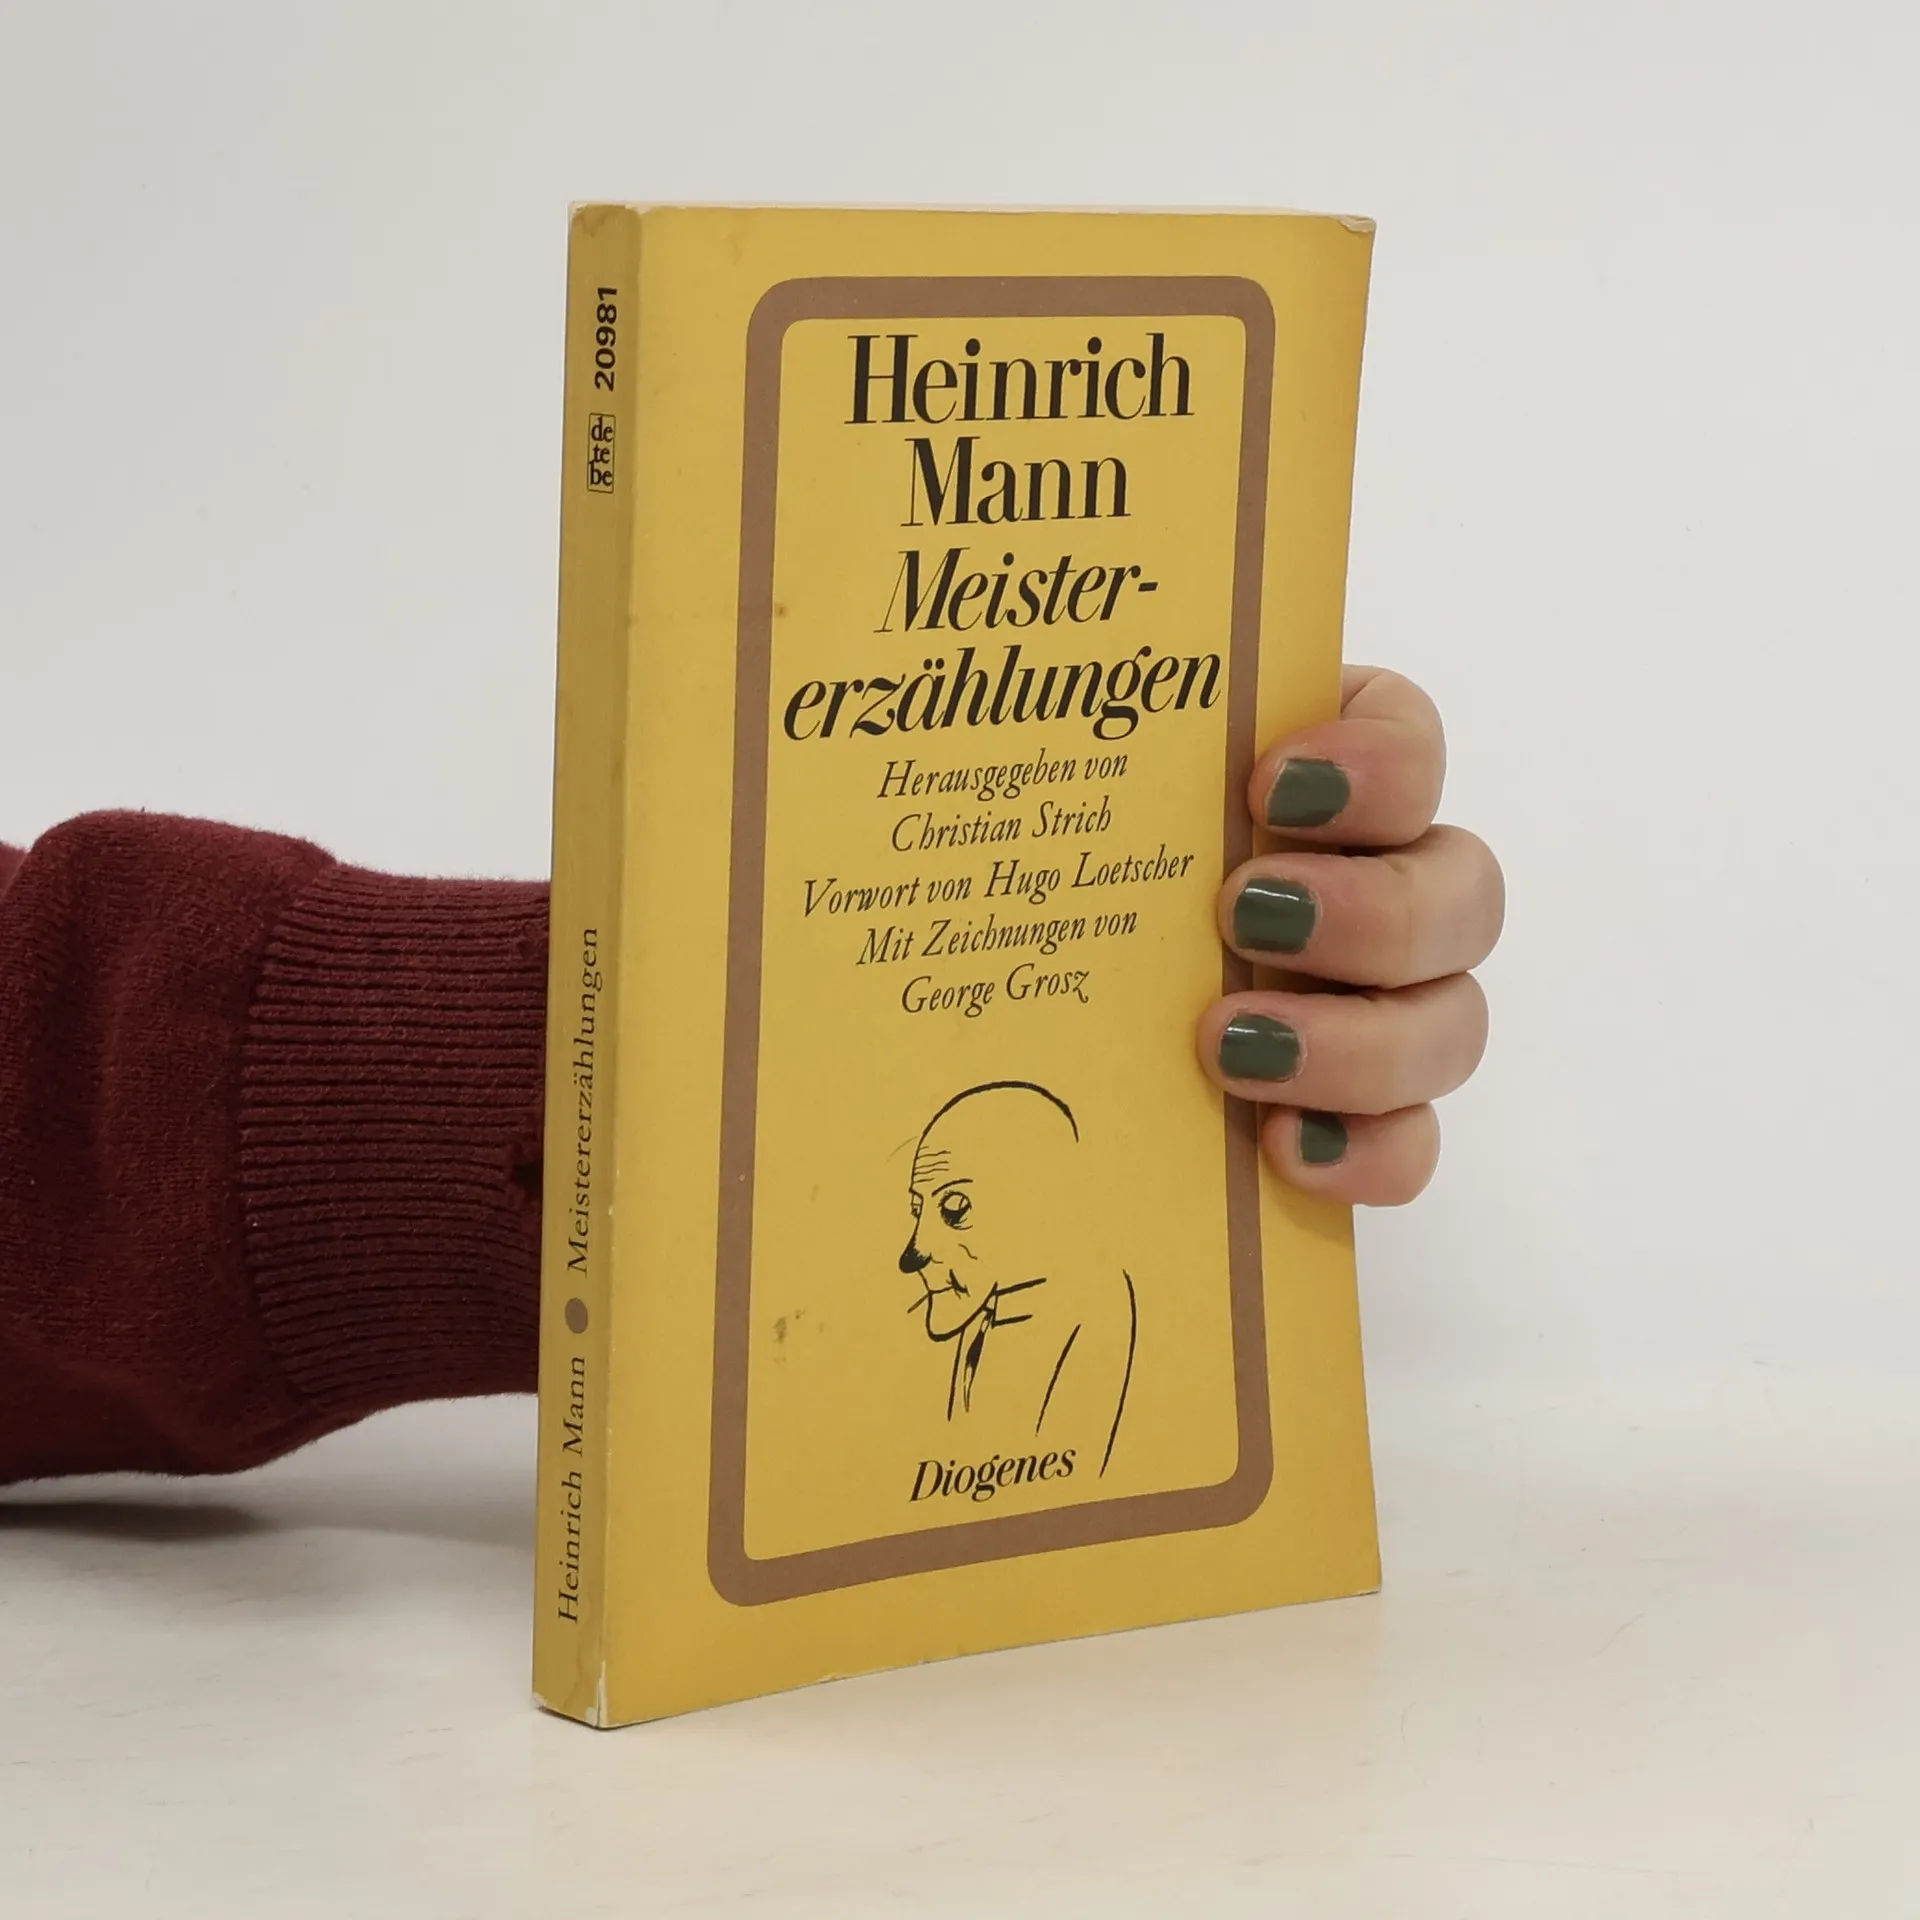 Heinrich
Mann
Meister-
erzählungen
Herausgegeben von
Christian Strich
Vorwort von Hugo Loetscher
Mit Zeichnungen von
George Grosz
Diogenes
Heinrich Mann ● Meistererzählungen
de
te
be
20981